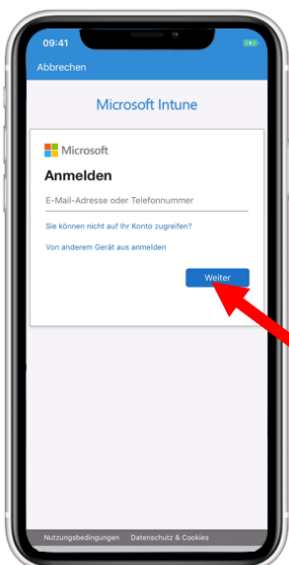 09:41
Abbrechen
Microsoft Intune
Microsoft
Anmelden
E-Mail-Adresse oder Telefonnummer
Sie können nicht auf Ihr Konto zugreifen?
Von anderem Gerät aus anmelden
Weiter
Nutzungsbedingungen Datenschutz & Cookies